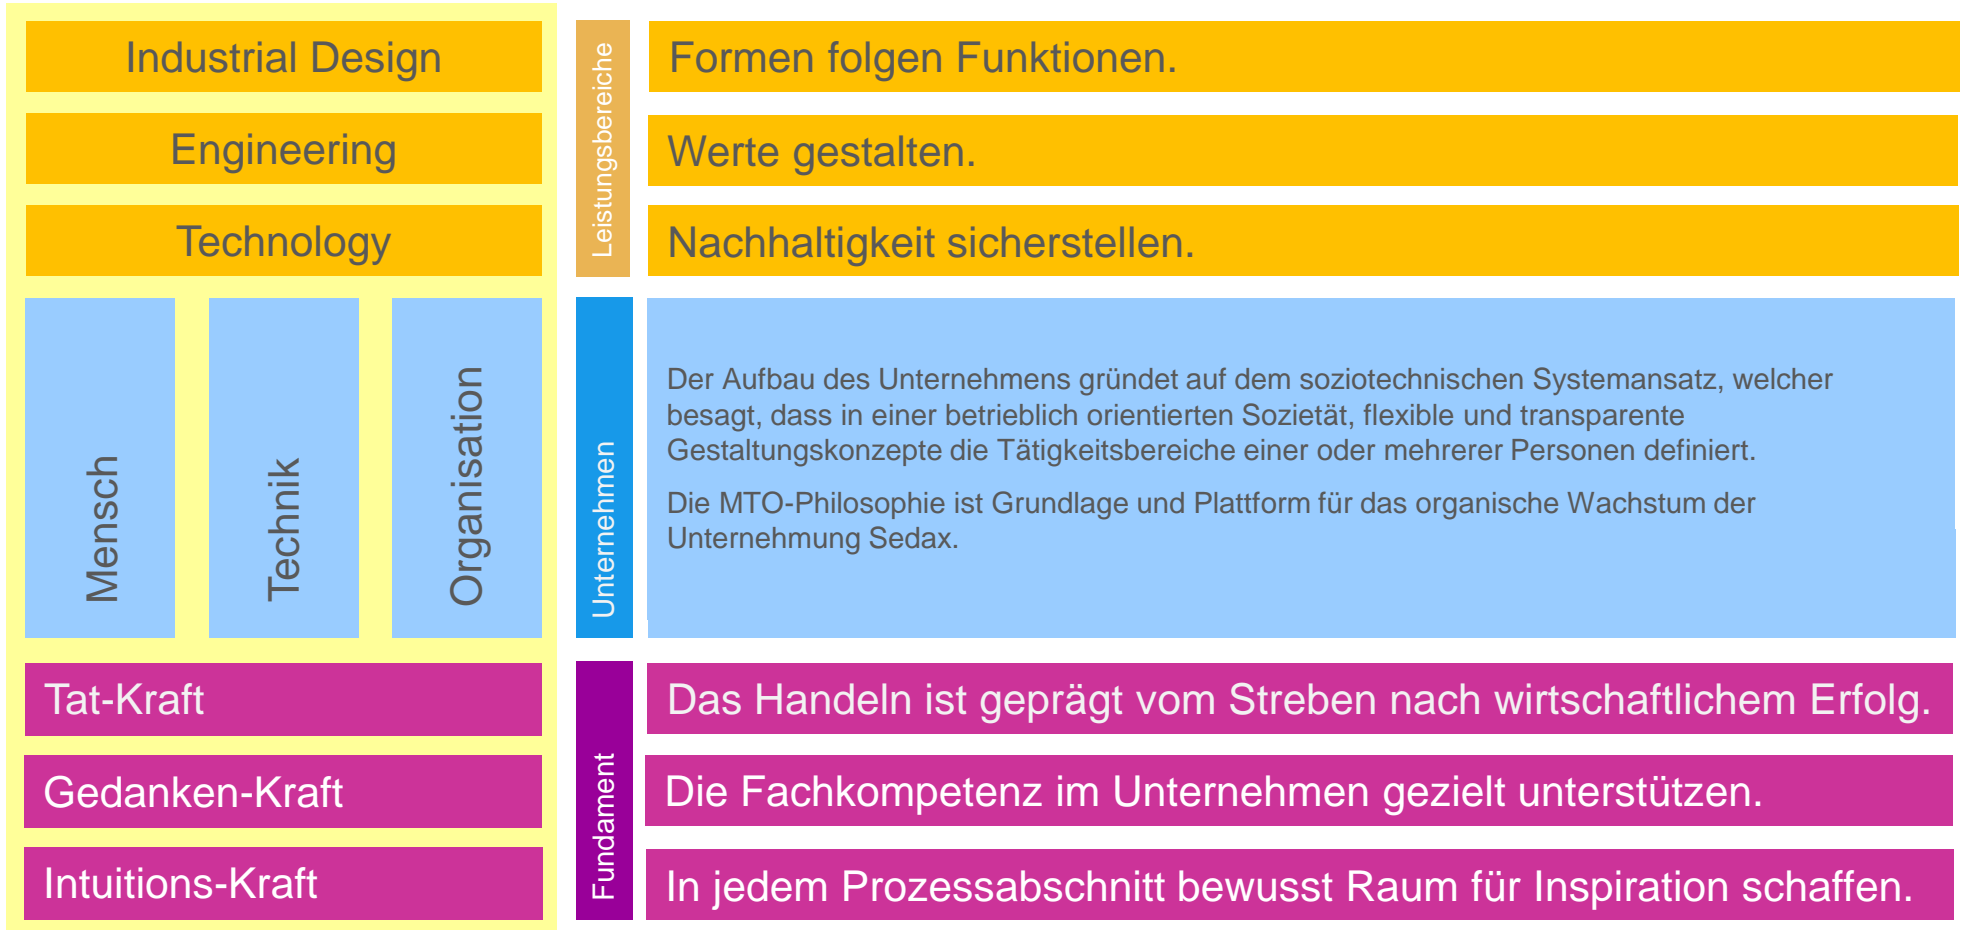 Industrial Design
Leistungsbereiche
Formen folgen Funktionen.
Engineering
Werte gestalten.
Technology
Nachhaltigkeit sicherstellen.
Mensch
Technik
Organisation
Unternehmen
Der Aufbau des Unternehmens gründet auf dem soziotechnischen Systemansatz, welcher
besagt, dass in einer betrieblich orientierten Sozietät, flexible und transparente
Gestaltungskonzepte die Tätigkeitsbereiche einer oder mehrerer Personen definiert.
Die MTO-Philosophie ist Grundlage und Plattform für das organische Wachstum der
Unternehmung Sedax.
Tat-Kraft
Fundament
Das Handeln ist geprägt vom Streben nach wirtschaftlichem Erfolg.
Gedanken-Kraft
Die Fachkompetenz im Unternehmen gezielt unterstützen.
Intuitions-Kraft
In jedem Prozessabschnitt bewusst Raum für Inspiration schaffen.